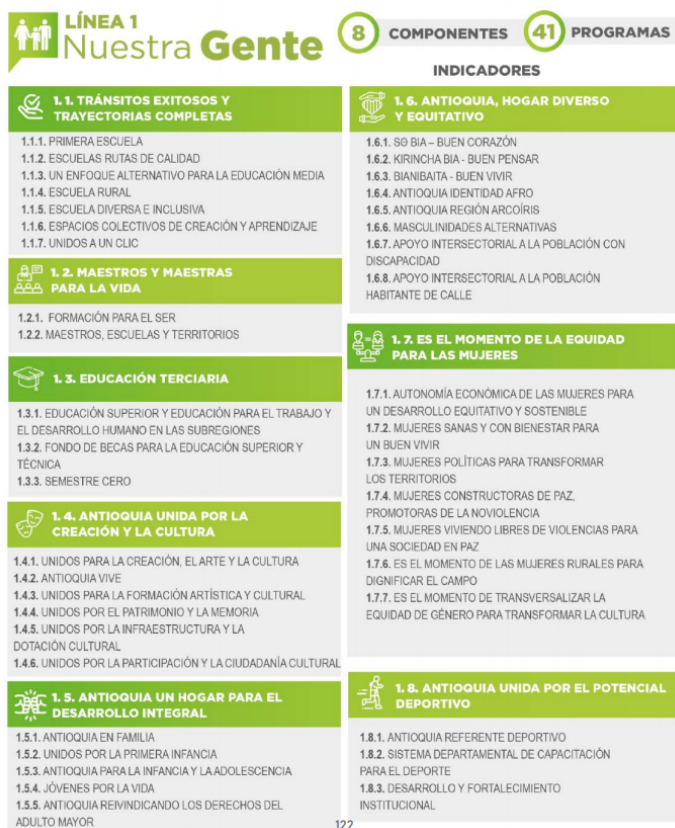 LÍNEA 1
Nuestra Gente
8 COMPONENTES 41 PROGRAMAS
INDICADORES
1. 1. TRÁNSITOS EXITOSOS Y
TRAYECTORIAS COMPLETAS
1.1.1. PRIMERA ESCUELA
1.1.2. ESCUELAS RUTAS DE CALIDAD
1.1.3. UN ENFOQUE ALTERNATIVO PARA LA EDUCACIÓN MEDIA
1.1.4. ESCUELA RURAL
1.1.5. ESCUELA DIVERSA E INCLUSIVA
1.1.6. ESPACIOS COLECTIVOS DE CREACIÓN Y APRENDIZAJE
1.1.7. UNIDOS A UN CLIC
1. 2. MAESTROS Y MAESTRAS
PARA LA VIDA
1.2.1. FORMACIÓN PARA EL SER
1.2.2. MAESTROS, ESCUELAS Y TERRITORIOS
1. 3. EDUCACIÓN TERCIARIA
1.3.1. EDUCACIÓN SUPERIOR Y EDUCACIÓN PARA EL TRABAJO Y
EL DESARROLLO HUMANO EN LAS SUBREGIONES
1.3.2. FONDO DE BECAS PARA LA EDUCACIÓN SUPERIOR Y
TÉCNICA
1.3.3. SEMESTRE CERO
1. 4. ANTIOQUIA UNIDA POR LA
CREACIÓN Y LA CULTURA
1.4.1. UNIDOS PARA LA CREACIÓN, EL ARTE Y LA CULTURA
1.4.2. ANTIOQUIA VIVE
1.4.3. UNIDOS PARA LA FORMACIÓN ARTÍSTICA Y CULTURAL
1.4.4. UNIDOS POR EL PATRIMONIO Y LA MEMORIA
1.4.5. UNIDOS POR LA INFRAESTRUCTURA Y LA
DOTACIÓN CULTURAL
1.4.6. UNIDOS POR LA PARTICIPACIÓN Y LA CIUDADANÍA CULTURAL
1. 5. ANTIOQUIA UN HOGAR PARA EL
DESARROLLO INTEGRAL
1.5.1. ANTIOQUIA EN FAMILIA
1.5.2. UNIDOS POR LA PRIMERA INFANCIA
1.5.3. ANTIOQUIA PARA LA INFANCIA Y LA ADOLESCENCIA
1.5.4. JÓVENES POR LA VIDA
1.5.5. ANTIOQUIA REIVINDICANDO LOS DERECHOS DEL
ADULTO MAYOR
1. 6. ANTIOQUIA, HOGAR DIVERSO
Y EQUITATIVO
1.6.1. SƟ BIA – BUEN CORAZÓN
1.6.2. KIRINCHA BIA - BUEN PENSAR
1.6.3. BIANIBAITA - BUEN VIVIR
1.6.4. ANTIOQUIA IDENTIDAD AFRO
1.6.5. ANTIOQUIA REGIÓN ARCOÍRIS
1.6.6. MASCULINIDADES ALTERNATIVAS
1.6.7. APOYO INTERSECTORIAL A LA POBLACIÓN CON
DISCAPACIDAD
1.6.8. APOYO INTERSECTORIAL A LA POBLACIÓN
HABITANTE DE CALLE
1. 7. ES EL MOMENTO DE LA EQUIDAD
PARA LAS MUJERES
1.7.1. AUTONOMÍA ECONÓMICA DE LAS MUJERES PARA
UN DESARROLLO EQUITATIVO Y SOSTENIBLE
1.7.2. MUJERES SANAS Y CON BIENESTAR PARA
UN BUEN VIVIR
1.7.3. MUJERES POLÍTICAS PARA TRANSFORMAR
LOS TERRITORIOS
1.7.4. MUJERES CONSTRUCTORAS DE PAZ,
PROMOTORAS DE LA NOVIOLENCIA
1.7.5. MUJERES VIVIENDO LIBRES DE VIOLENCIAS PARA
UNA SOCIEDAD EN PAZ
1.7.6. ES EL MOMENTO DE LAS MUJERES RURALES PARA
DIGNIFICAR EL CAMPO
1.7.7. ES EL MOMENTO DE TRANSVERSALIZAR LA
EQUIDAD DE GÉNERO PARA TRANSFORMAR LA CULTURA
1. 8. ANTIOQUIA UNIDA POR EL POTENCIAL
DEPORTIVO
1.8.1. ANTIOQUIA REFERENTE DEPORTIVO
1.8.2. SISTEMA DEPARTAMENTAL DE CAPACITACIÓN
PARA EL DEPORTE
1.8.3. DESARROLLO Y FORTALECIMIENTO
INSTITUCIONAL
122